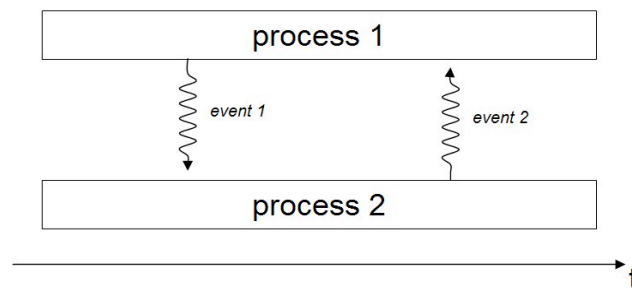 process 1
event 1
event 2
process 2
t